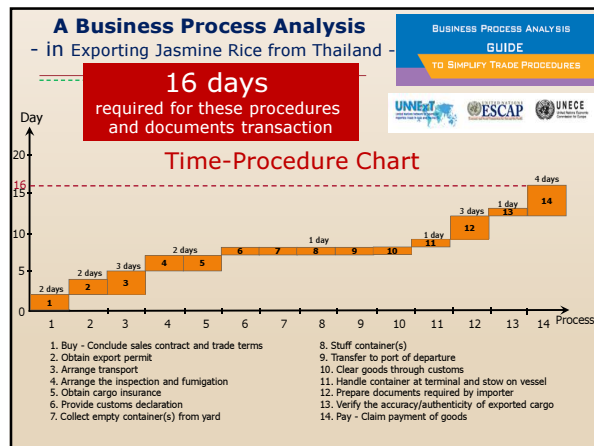 A Business Process Analysis
- in Exporting Jasmine Rice from Thailand -
BUSINESS PROCESS ANALYSIS
GUIDE
TO SIMPLIFY TRADE PROCEDURES
16 days
required for these procedures
and documents transaction
UNNExT
UNITED NATIONS
ESCAP
UNECE
Day
Time-Procedure Chart
20
16
15
10
5
0
2 days
2 days
3 days
2 days
1 day
1 day
3 days
1 day
4 days
1
2
3
4
5
6
7
8
9
10
11
12
13
14
1 2 3 4 5 6 7 8 9 10 11 12 13 14 Process
1. Buy - Conclude sales contract and trade terms
2. Obtain export permit
3. Arrange transport
4. Arrange the inspection and fumigation
5. Obtain cargo insurance
6. Provide customs declaration
7. Collect empty container(s) from yard
8. Stuff container(s)
9. Transfer to port of departure
10. Clear goods through customs
11. Handle container at terminal and stow on vessel
12. Prepare documents required by importer
13. Verify the accuracy/authenticity of exported cargo
14. Pay - Claim payment of goods